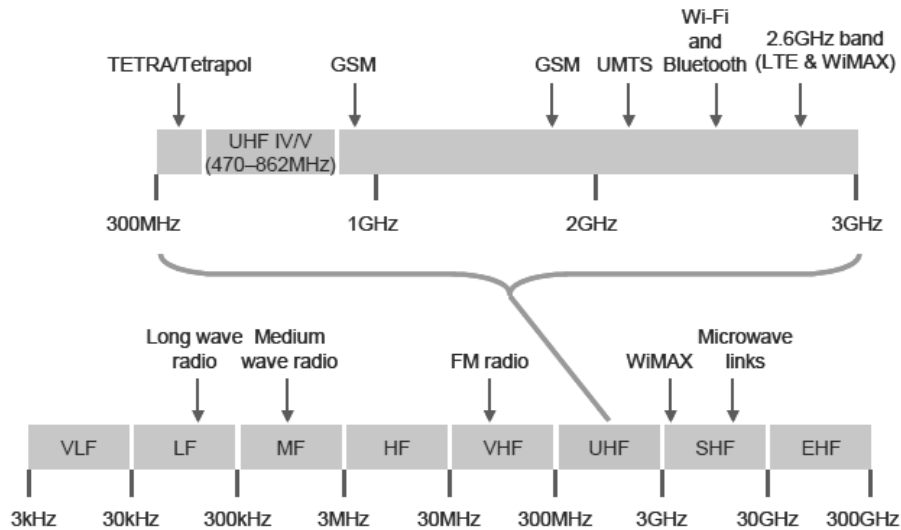 TETRA/Tetrapol
GSM
GSM
UMTS
Wi-Fi
and
Bluetooth
2.6GHz band
(LTE & WiMAX)
UHF IV/V
(470–862MHz)
300MHz
1GHz
2GHz
3GHz
Long wave
radio
Medium
wave radio
FM radio
WiMAX
Microwave
links
VLF
LF
MF
HF
VHF
UHF
SHF
EHF
3kHz
30kHz
300kHz
3MHz
30MHz
300MHz
3GHz
30GHz
300GHz